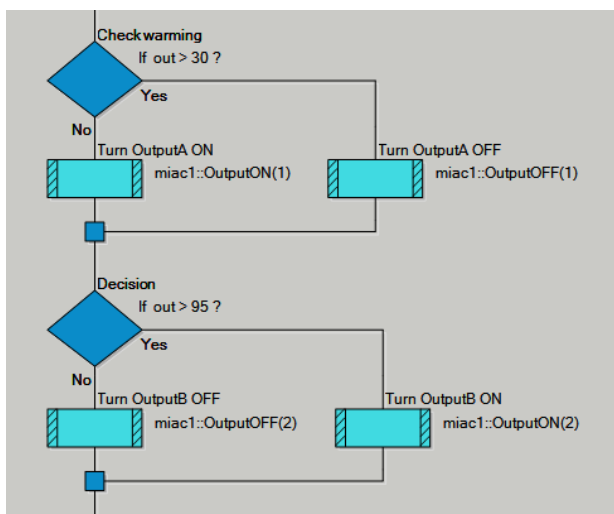 Check warming
If out > 30 ?
Yes
No
Turn OutputA ON
miac1::OutputON(1)
Turn OutputA OFF
miac1::OutputOFF(1)
Decision
If out > 95 ?
Yes
No
Turn OutputB OFF
miac1::OutputOFF(2)
Turn OutputB ON
miac1::OutputON(2)